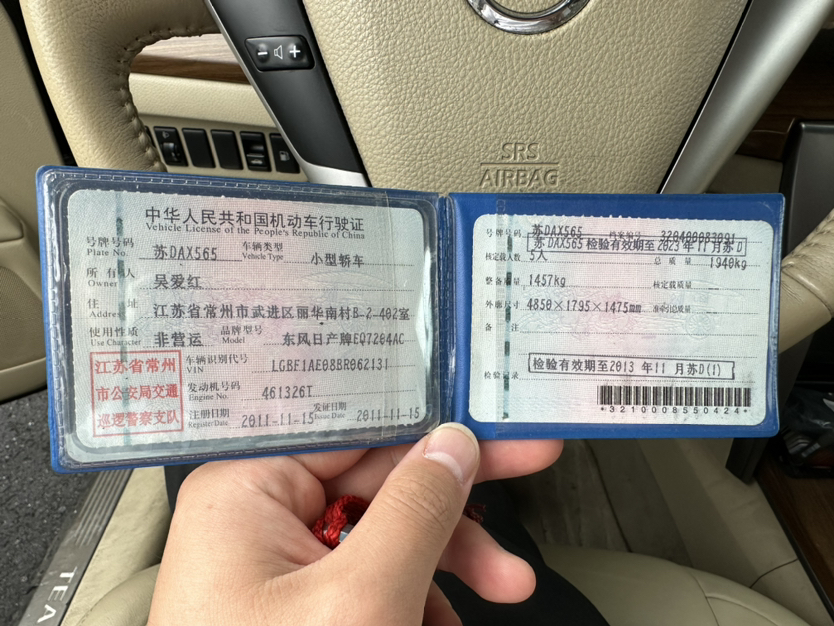 SRS
AIRBAG
中华人民共和国机动车行驶证
Vehicle License of the People's Republic of China
号牌号码 Plate No. 苏DAX565 车辆类型 Vehicle Type 小型轿车
所有人 Owner 吴爱红
住址 Address 江苏省常州市武进区丽华南村B-2-402室
使用性质 Use Character 非营运 品牌型号 Model 东风日产牌EQ7204AC
车辆识别代号 VIN LGBF1AE08BR062131
发动机号码 Engine No. 461326T
注册日期 Register Date 2011-11-15 发证日期 Issue Date 2011-11-15
江苏省常州
市公安局交通
巡逻警察支队
号牌号码 苏DAX565 档案编号
苏DAX565 检验有效期至2023年11月苏D
核定载人数 5人 总质量 1940kg
整备质量 1457kg 核定载质量
外廓尺寸 4850×1795×1475mm 准牵引总质量
备注
检验记录 检验有效期至2013年11月苏D(1)
*3210008550424*
TEA